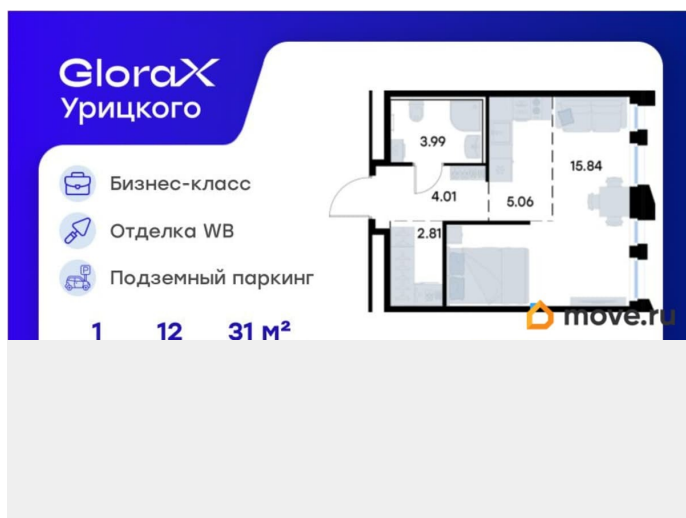 GloraX
Урицкого
Бизнес-класс
Отделка WB
Подземный паркинг
1 12 31 м²
3.99
15.84
4.01
5.06
2.81
move.ru